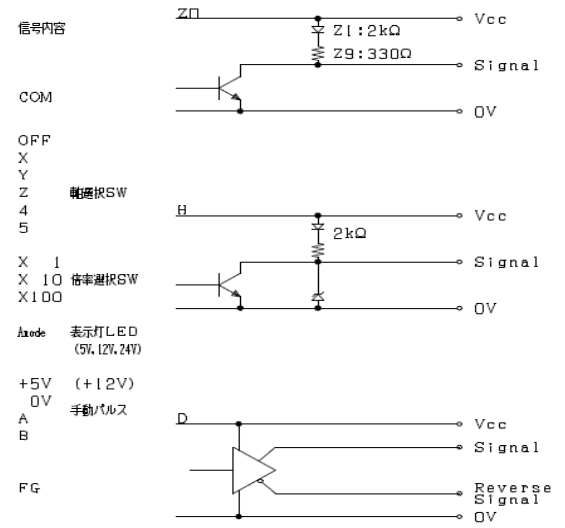 信号内容
COM
OFF
X
Y
Z 軸選択SW
4
5
X 1
X 10 倍率選択SW
X100
Anode 表示灯LED
(5V,12V,24V)
+5V (+12V)
0V
手動パルス
A
B
FG
Z□
Vcc
Z1:2kΩ
Z9:330Ω
Signal
0V
H
Vcc
2kΩ
Signal
0V
D
Vcc
Signal
Reverse
Signal
0V